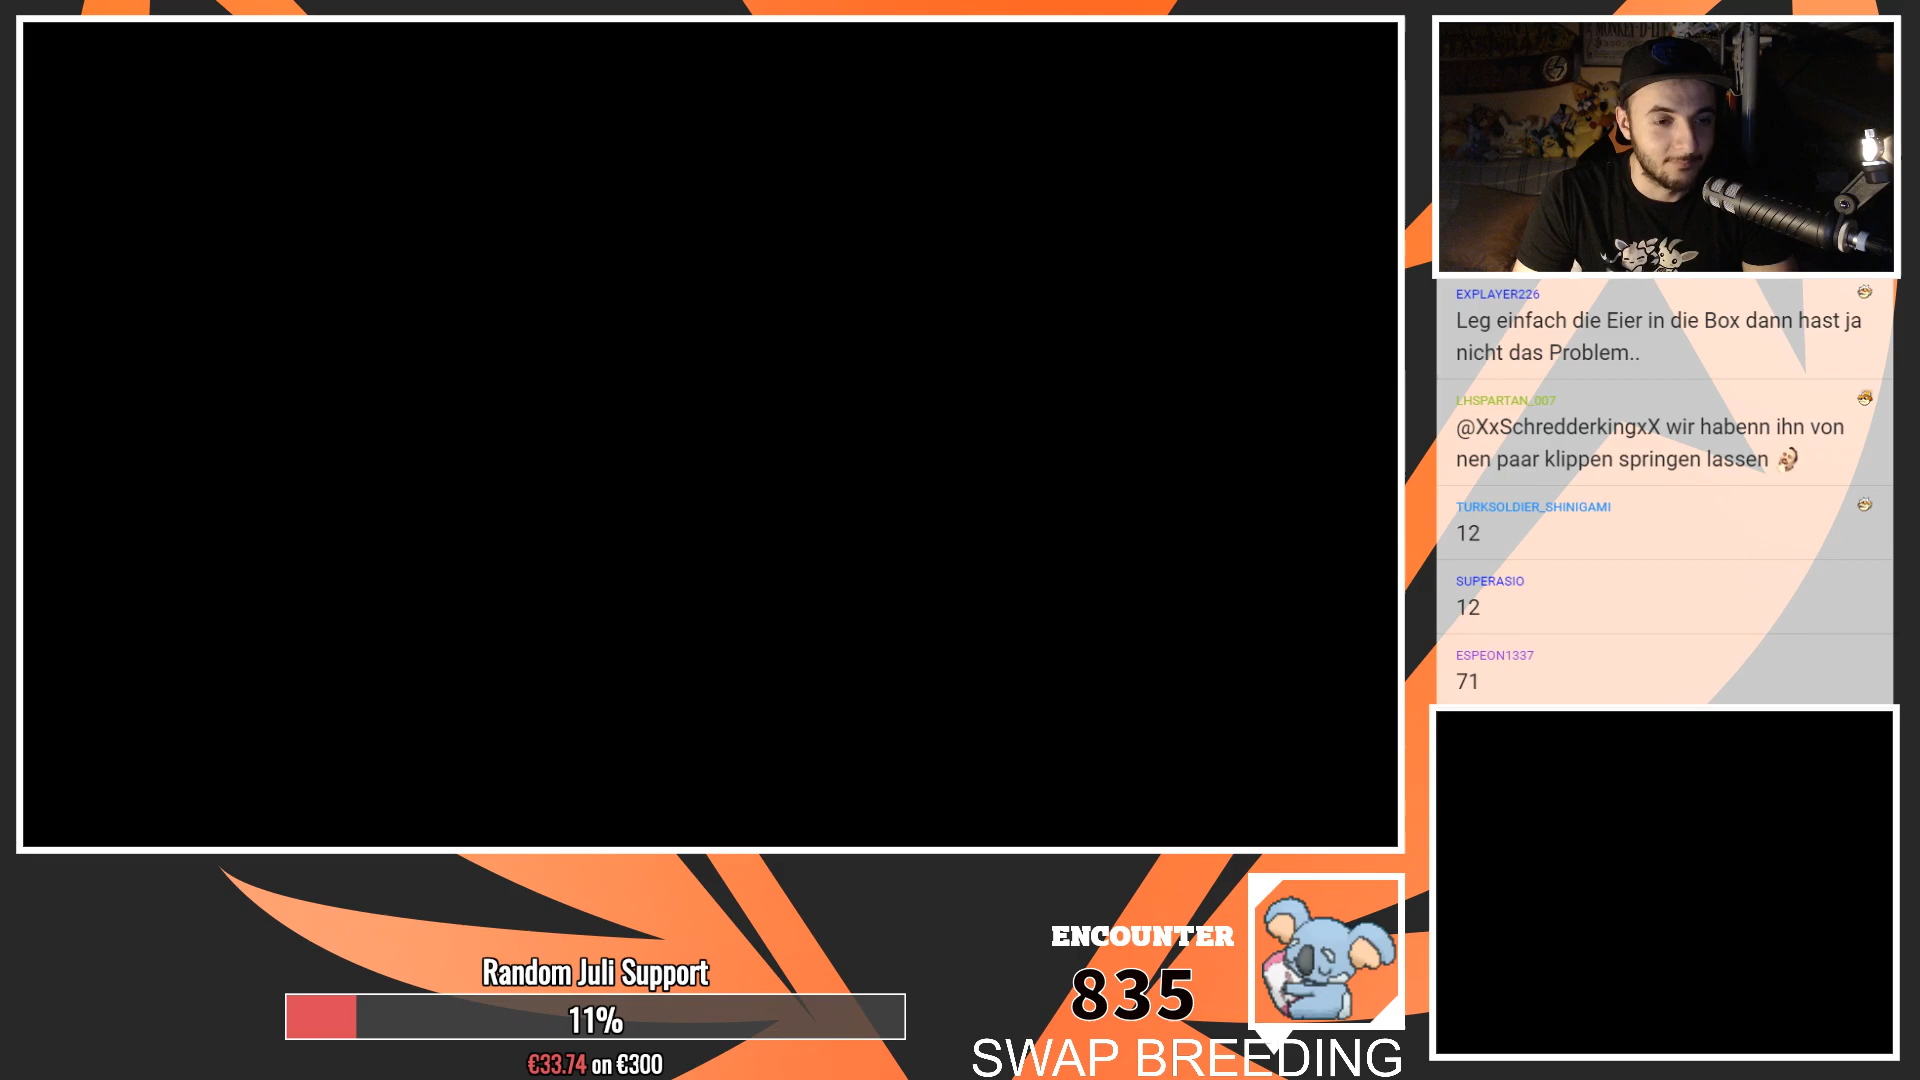 MONKEY D.
EXPLAYER226
Leg einfach die Eier in die Box dann hast ja
nicht das Problem..
LHSPARTAN_007
@XxSchredderkingxX wir habenn ihn von
nen paar klippen springen lassen
TURKSOLDIER_SHINIGAMI
12
SUPERASIO
12
ESPEON1337
71
ENCOUNTER
835
SWAP BREEDING
Random Juli Support
11%
€33.74 on €300